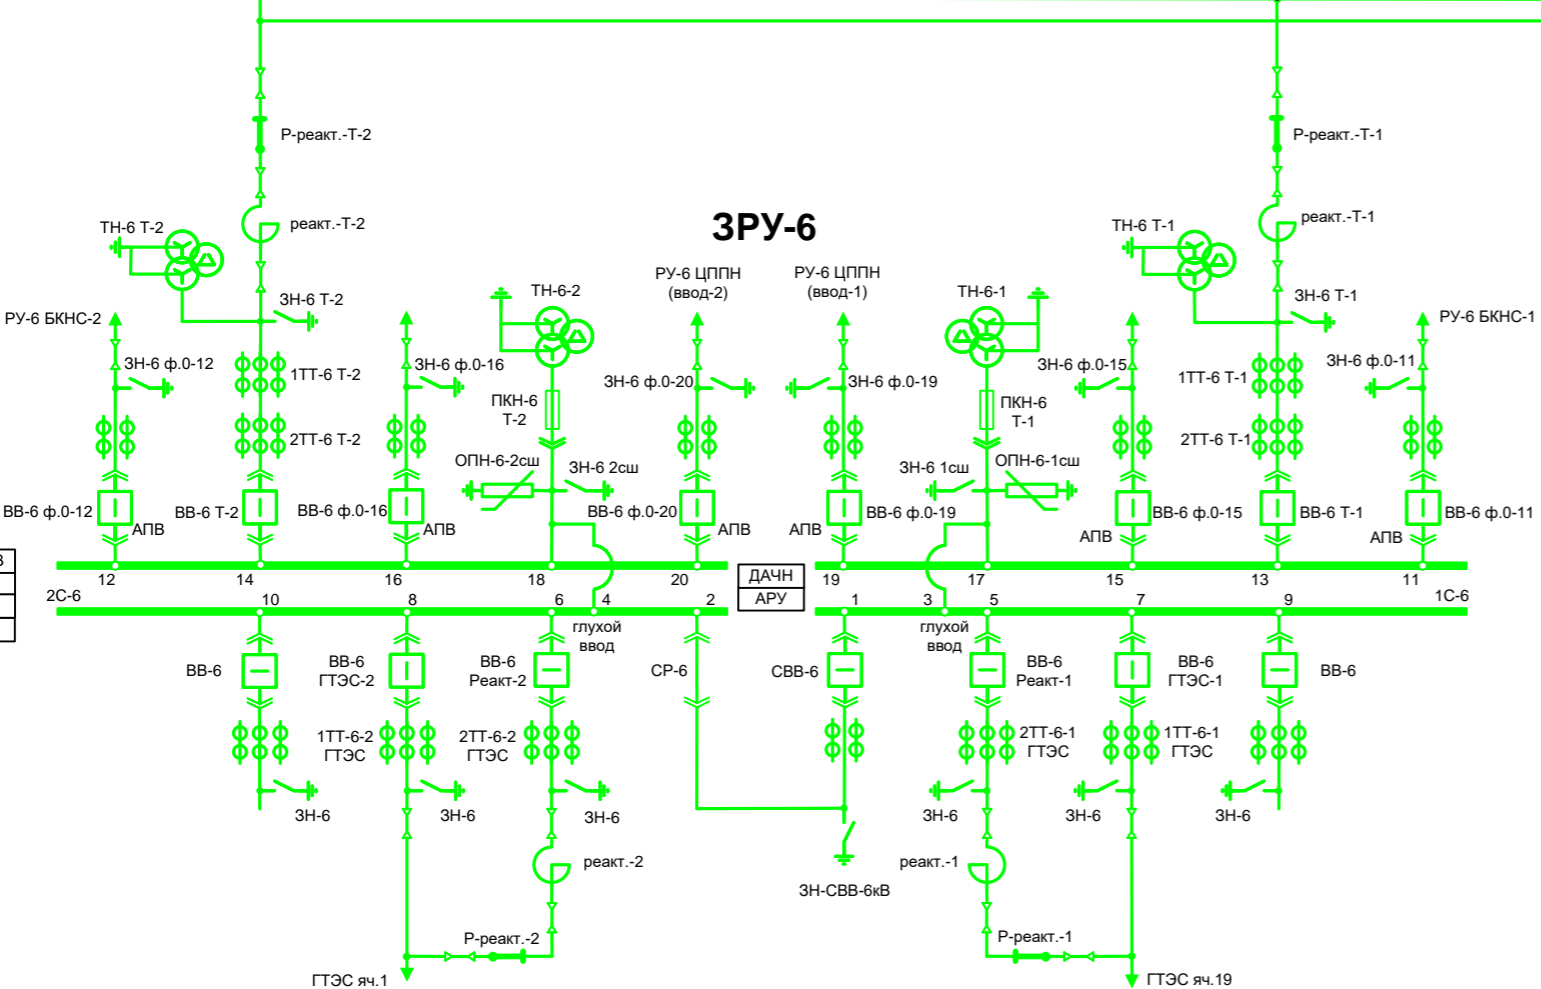 Р-реакт.-Т-2
Р-реакт.-Т-1
ЗРУ-6
ТН-6 Т-2
реакт.-Т-2
ТН-6 Т-1
реакт.-Т-1
РУ-6 ЦППН
(ввод-2)
РУ-6 ЦППН
(ввод-1)
ТН-6-2
ТН-6-1
ЗН-6 Т-2
ЗН-6 Т-1
РУ-6 БКНС-2
РУ-6 БКНС-1
ЗН-6 ф.0-12
1ТТ-6 Т-2
ЗН-6 ф.0-16
ЗН-6 ф.0-20
ЗН-6 ф.0-19
ЗН-6 ф.0-15
1ТТ-6 Т-1
ЗН-6 ф.0-11
ПКН-6
Т-2
ПКН-6
Т-1
2ТТ-6 Т-2
2ТТ-6 Т-1
ОПН-6-2сш
ЗН-6 2сш
ЗН-6 1сш
ОПН-6-1сш
ВВ-6 ф.0-12
ВВ-6 Т-2
ВВ-6 ф.0-16
ВВ-6 ф.0-20
ВВ-6 ф.0-19
ВВ-6 ф.0-15
ВВ-6 Т-1
ВВ-6 ф.0-11
АПВ
АПВ
АПВ
АПВ
АПВ
АПВ
В
12
14
16
18
20
ДАЧН
19
17
15
13
11
2С-6
10
8
6
4
2
АРУ
1
3
5
7
9
1С-6
глухой
ввод
глухой
ввод
ВВ-6
ВВ-6
ГТЭС-2
ВВ-6
Реакт-2
СР-6
СВВ-6
ВВ-6
Реакт-1
ВВ-6
ГТЭС-1
ВВ-6
1ТТ-6-2
ГТЭС
2ТТ-6-2
ГТЭС
2ТТ-6-1
ГТЭС
1ТТ-6-1
ГТЭС
ЗН-6
ЗН-6
ЗН-6
ЗН-6
ЗН-6
ЗН-6
реакт.-2
реакт.-1
ЗН-СВВ-6кВ
Р-реакт.-2
Р-реакт.-1
ГТЭС яч.1
ГТЭС яч.19